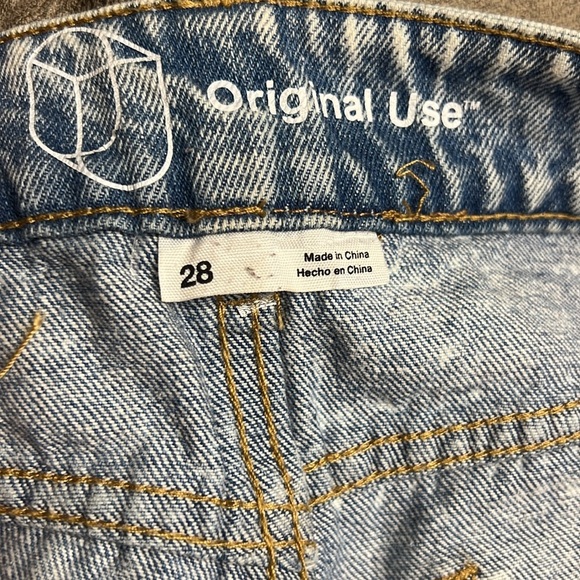 Original Use™
28
Made in China
Hecho en China